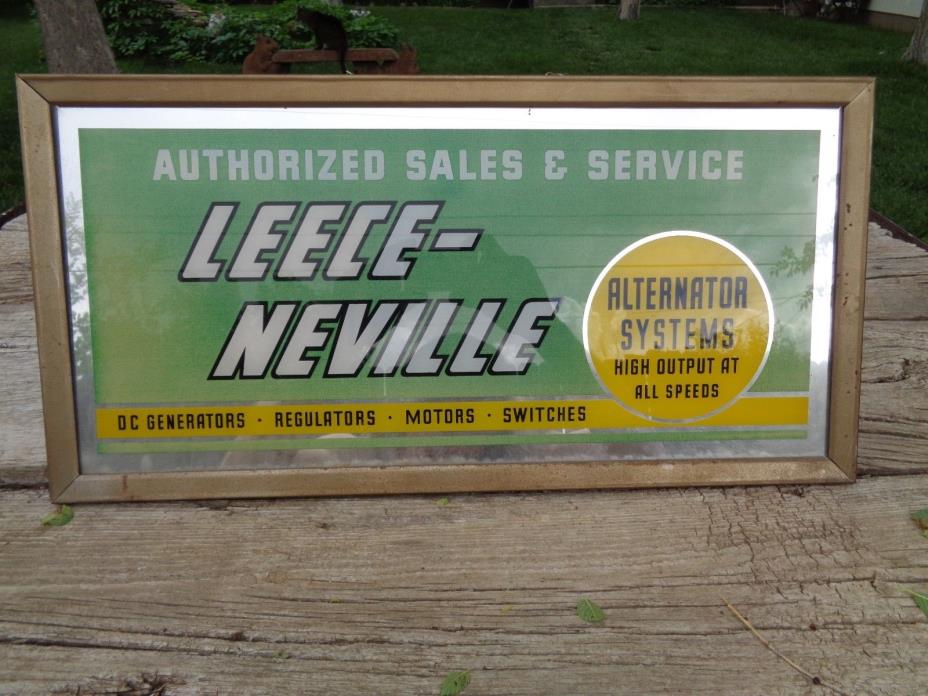 AUTHORIZED SALES & SERVICE
LEECE-
NEVILLE
ALTERNATOR
SYSTEMS
HIGH OUTPUT AT
ALL SPEEDS
DC GENERATORS · REGULATORS · MOTORS · SWITCHES